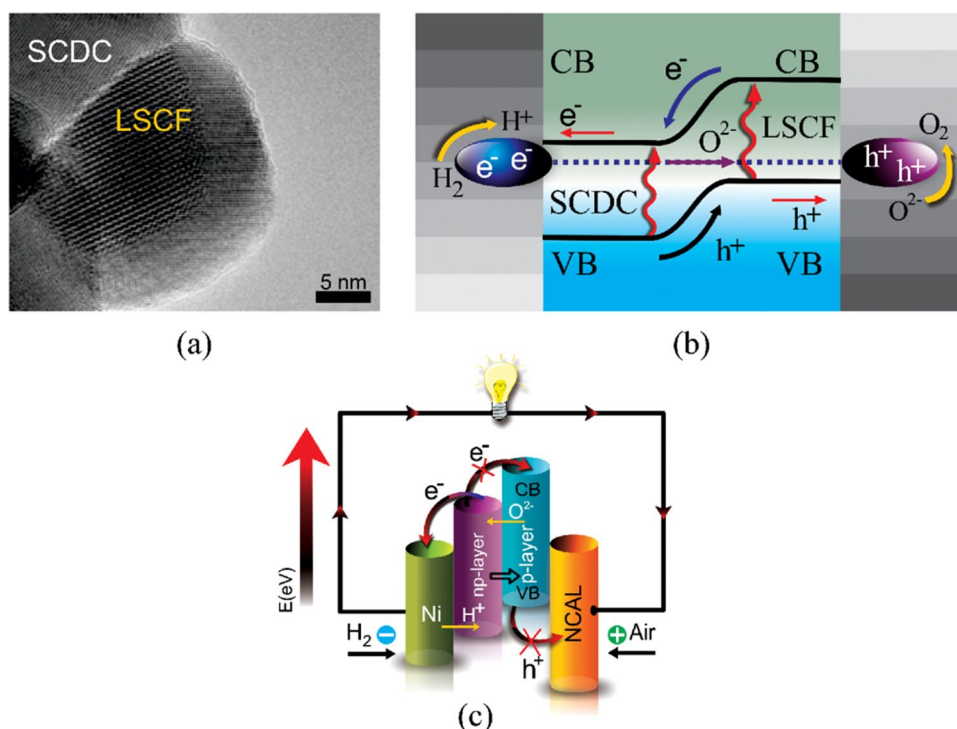 SCDC
LSCF
5 nm
(a)
CB
CB
e⁻
e⁻
H⁺
e⁻ e⁻
H₂
O²⁻
LSCF
O₂
h⁺
h⁺
O²⁻
SCDC
h⁺
h⁺
VB
VB
(b)
e⁻
e⁻
CB
O²⁻
np-layer
p-layer
VB
E(eV)
Ni
H⁺
NCAL
H₂ −
+ Air
h⁺
(c)